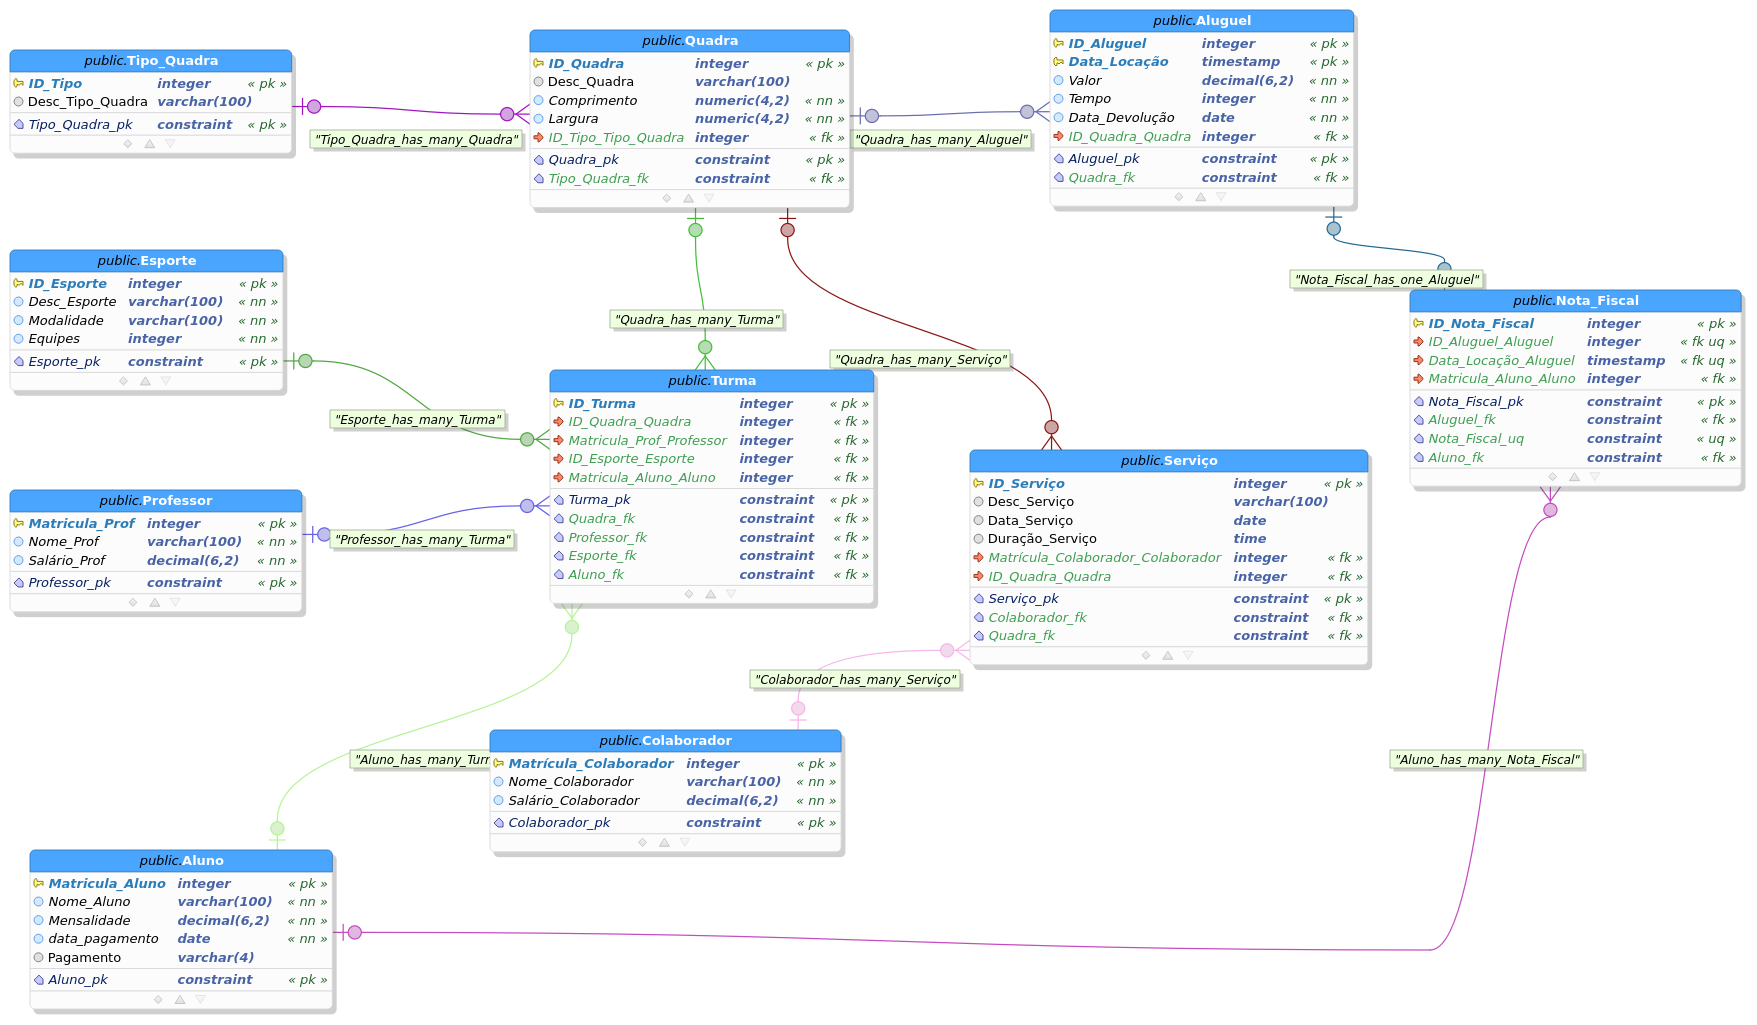 public.Tipo_Quadra
ID_Tipo integer « pk »
Desc_Tipo_Quadra varchar(100)
Tipo_Quadra_pk constraint « pk »
"Tipo_Quadra_has_many_Quadra"
public.Quadra
ID_Quadra integer « pk »
Desc_Quadra varchar(100)
Comprimento numeric(4,2) « nn »
Largura numeric(4,2) « nn »
ID_Tipo_Tipo_Quadra integer « fk »
Quadra_pk constraint « pk »
Tipo_Quadra_fk constraint « fk »
"Quadra_has_many_Aluguel"
public.Aluguel
ID_Aluguel integer « pk »
Data_Locação timestamp « pk »
Valor decimal(6,2) « nn »
Tempo integer « nn »
Data_Devolução date « nn »
ID_Quadra_Quadra integer « fk »
Aluguel_pk constraint « pk »
Quadra_fk constraint « fk »
"Nota_Fiscal_has_one_Aluguel"
public.Esporte
ID_Esporte integer « pk »
Desc_Esporte varchar(100) « nn »
Modalidade varchar(100) « nn »
Equipes integer « nn »
Esporte_pk constraint « pk »
"Esporte_has_many_Turma"
"Quadra_has_many_Turma"
"Quadra_has_many_Serviço"
public.Nota_Fiscal
ID_Nota_Fiscal integer « pk »
ID_Aluguel_Aluguel integer « fk uq »
Data_Locação_Aluguel timestamp « fk uq »
Matricula_Aluno_Aluno integer « fk »
Nota_Fiscal_pk constraint « pk »
Aluguel_fk constraint « fk »
Nota_Fiscal_uq constraint « uq »
Aluno_fk constraint « fk »
public.Turma
ID_Turma integer « pk »
ID_Quadra_Quadra integer « fk »
Matricula_Prof_Professor integer « fk »
ID_Esporte_Esporte integer « fk »
Matricula_Aluno_Aluno integer « fk »
Turma_pk constraint « pk »
Quadra_fk constraint « fk »
Professor_fk constraint « fk »
Esporte_fk constraint « fk »
Aluno_fk constraint « fk »
public.Professor
Matricula_Prof integer « pk »
Nome_Prof varchar(100) « nn »
Salário_Prof decimal(6,2) « nn »
Professor_pk constraint « pk »
"Professor_has_many_Turma"
public.Serviço
ID_Serviço integer « pk »
Desc_Serviço varchar(100)
Data_Serviço date
Duração_Serviço time
Matrícula_Colaborador_Colaborador integer « fk »
ID_Quadra_Quadra integer « fk »
Serviço_pk constraint « pk »
Colaborador_fk constraint « fk »
Quadra_fk constraint « fk »
"Colaborador_has_many_Serviço"
"Aluno_has_many_Turn
public.Colaborador
Matrícula_Colaborador integer « pk »
Nome_Colaborador varchar(100) « nn »
Salário_Colaborador decimal(6,2) « nn »
Colaborador_pk constraint « pk »
"Aluno_has_many_Nota_Fiscal"
public.Aluno
Matricula_Aluno integer « pk »
Nome_Aluno varchar(100) « nn »
Mensalidade decimal(6,2) « nn »
data_pagamento date « nn »
Pagamento varchar(4)
Aluno_pk constraint « pk »